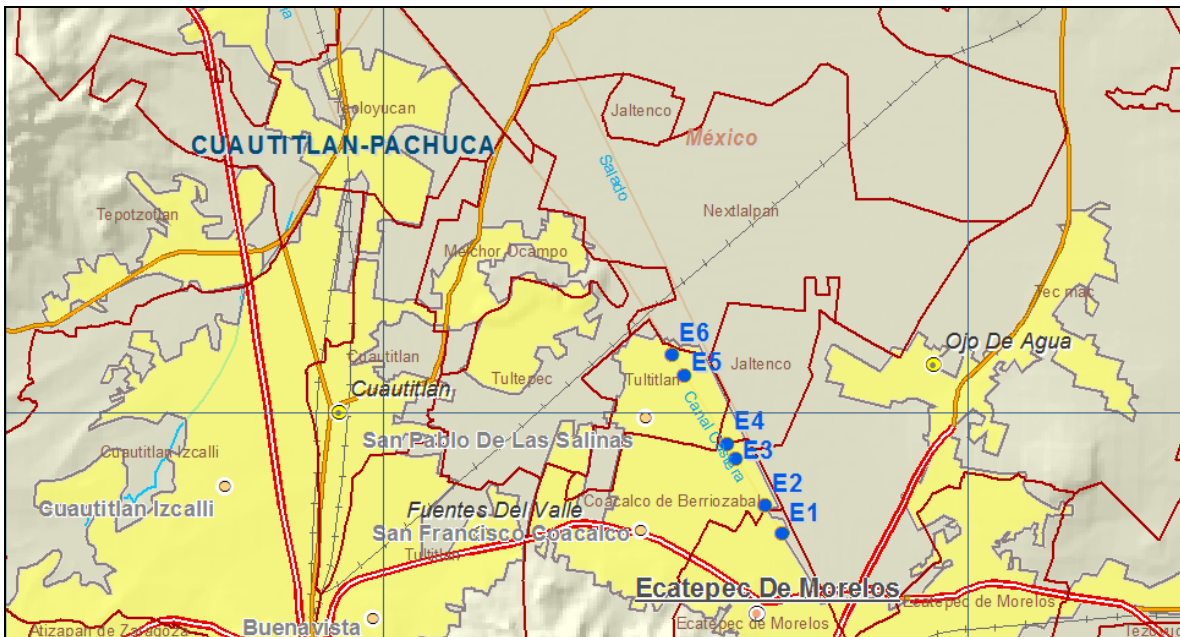 Teoloyucan
Jaltenco
México
CUAUTITLAN-PACHUCA
Salado
Tepotzotlan
Nextlalpan
Melchor Ocampo
Tec mac
E6
Ojo De Agua
E5
Jaltenco
Cuautitlan
Tultepec
Tultitlan
Cuautitlan
Canal Castera
E4
San Pablo De Las Salinas
Cuautitlan Izcalli
E3
E2
Coacalco de Berriozabal
Cuautitlan Izcalli
Fuentes Del Valle
E1
San Francisco Coacalco
Tultitlan
Ecatepec De Morelos
Ecatepec de Morelos
Ecatepec de Morelos
Buenavista
Atizapan de Zaragoza